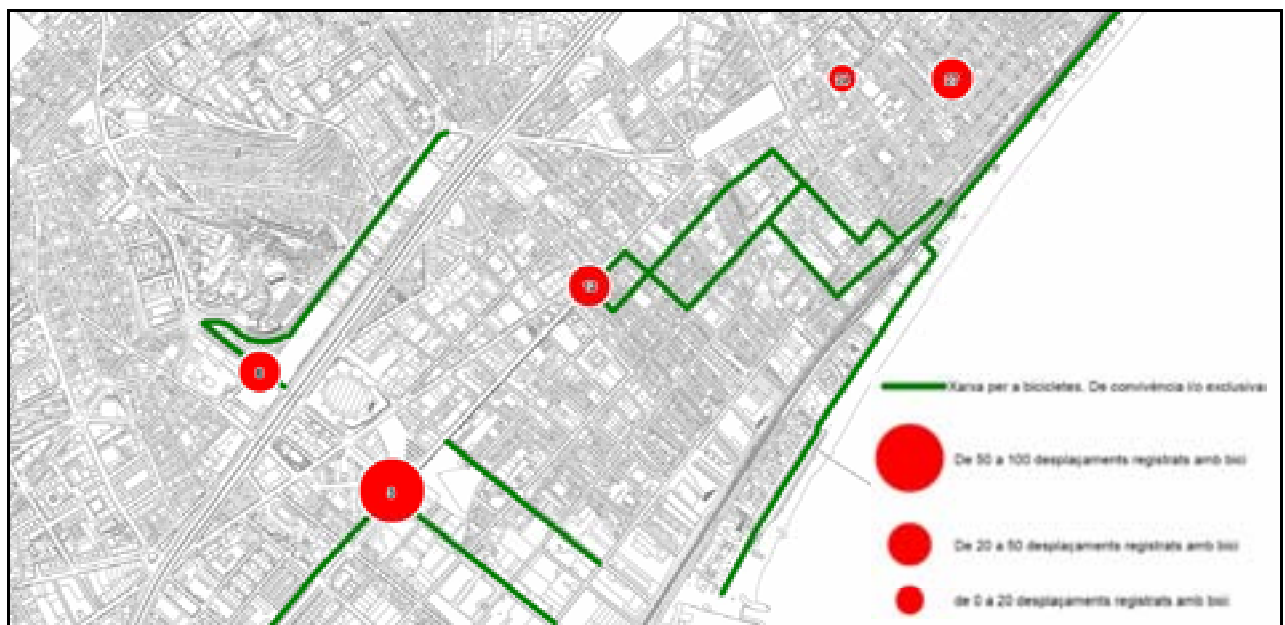 13
Xarxa per a bicicletes. De convivència i/o exclusiva
De 50 a 100 desplaçaments registrats amb bici
De 20 a 50 desplaçaments registrats amb bici
de 0 a 20 desplaçaments registrats amb bici